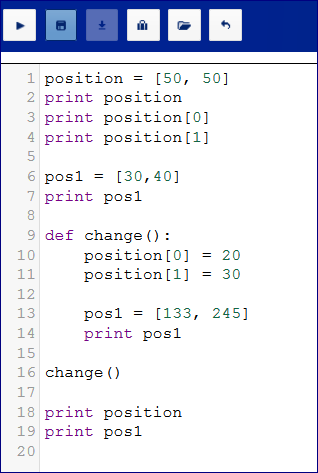 1 position = [50, 50]
2 print position
3 print position[0]
4 print position[1]
5
6 pos1 = [30,40]
7 print pos1
8
9 def change():
10     position[0] = 20
11     position[1] = 30
12
13     pos1 = [133, 245]
14     print pos1
15
16 change()
17
18 print position
19 print pos1
20